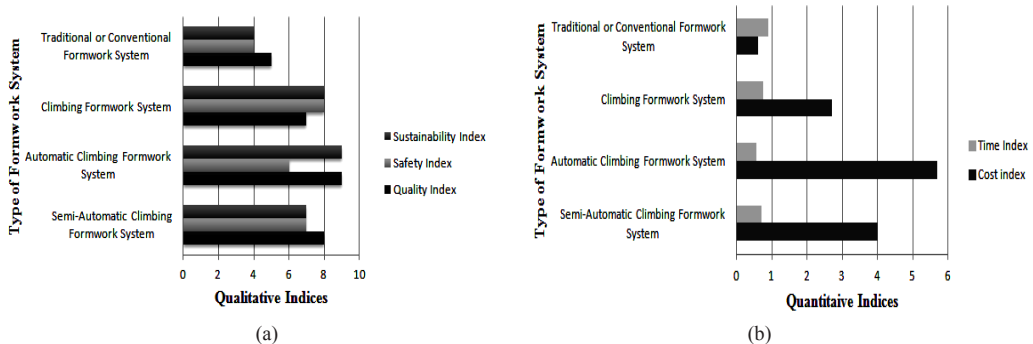 Type of Formwork System
Traditional or Conventional
Formwork System
Climbing Formwork System
Automatic Climbing Formwork
System
Semi-Automatic Climbing
Formwork System
0 2 4 6 8 10
Qualitative Indices
Sustainability Index
Safety Index
Quality Index
(a)
Type of Formwork System
Traditional or Conventional Formwork
System
Climbing Formwork System
Automatic Climbing Formwork System
Semi-Automatic Climbing Formwork
System
0 1 2 3 4 5 6
Quantitaive Indices
Time Index
Cost index
(b)